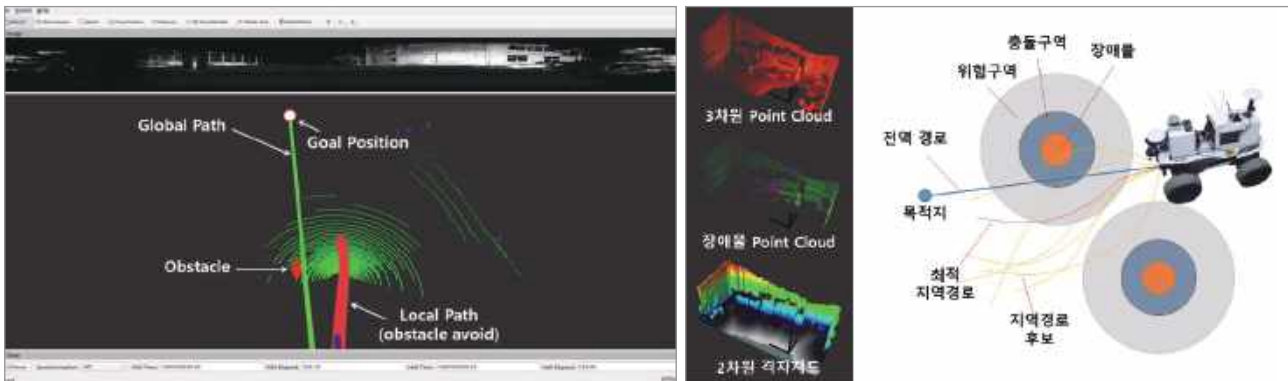 Global Path
Goal Position
Obstacle
Local Path
(obstacle avoid)
3차원 Point Cloud
장애물 Point Cloud
2차원 격자지도
충돌구역
장애물
위험구역
전역 경로
목적지
최적
지역경로
지역경로
후보